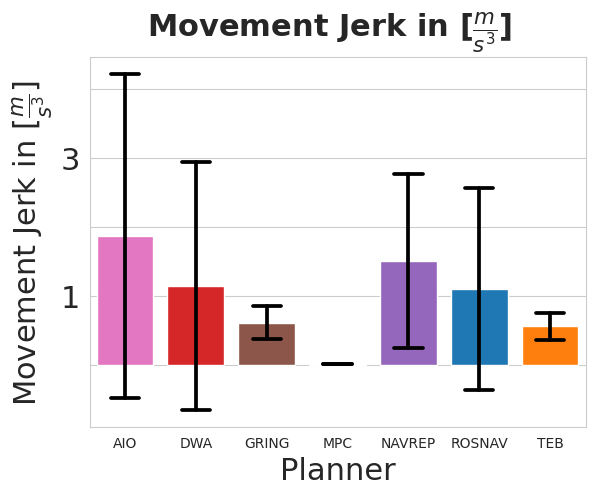 Movement Jerk in [m/s³]
Movement Jerk in [m/s³]
3
1
AIO DWA GRING MPC NAVREP ROSNAV TEB
Planner